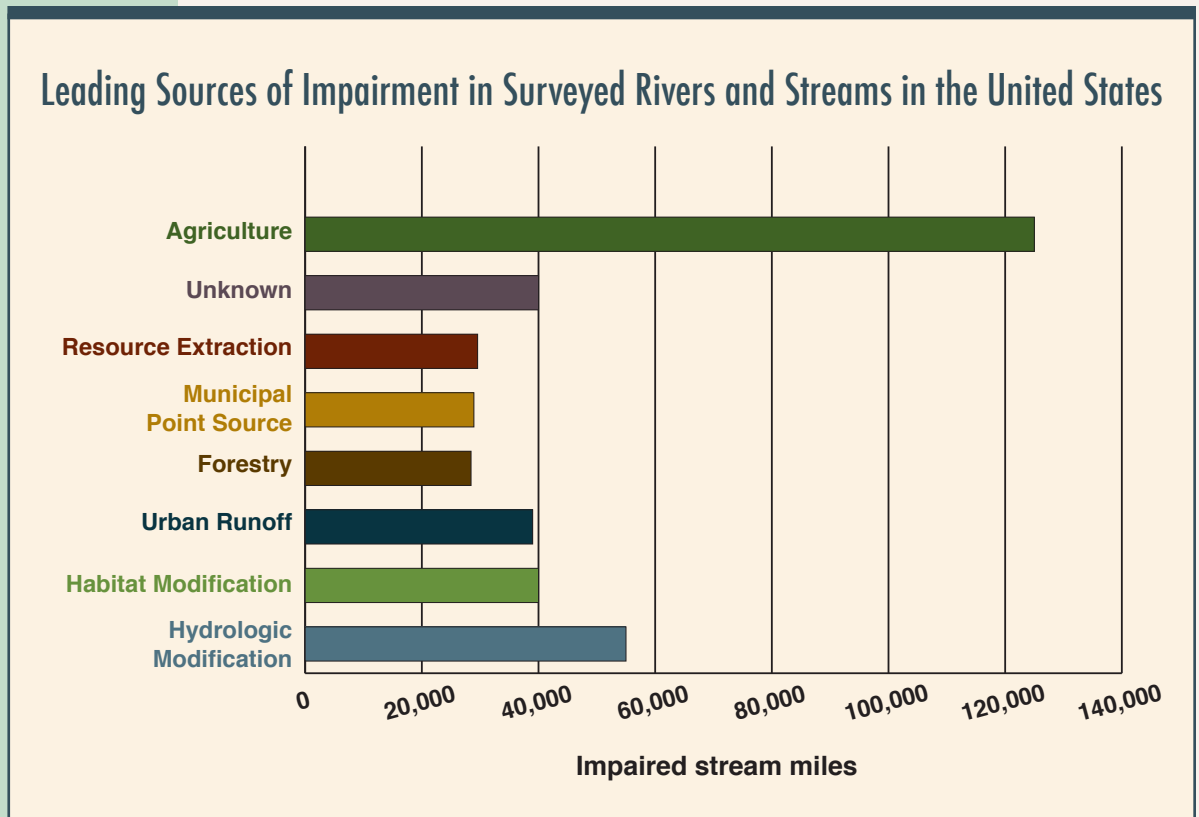 Leading Sources of Impairment in Surveyed Rivers and Streams in the United States
Agriculture
Unknown
Resource Extraction
Municipal
Point Source
Forestry
Urban Runoff
Habitat Modification
Hydrologic
Modification
0 20,000 40,000 60,000 80,000 100,000 120,000 140,000
Impaired stream miles